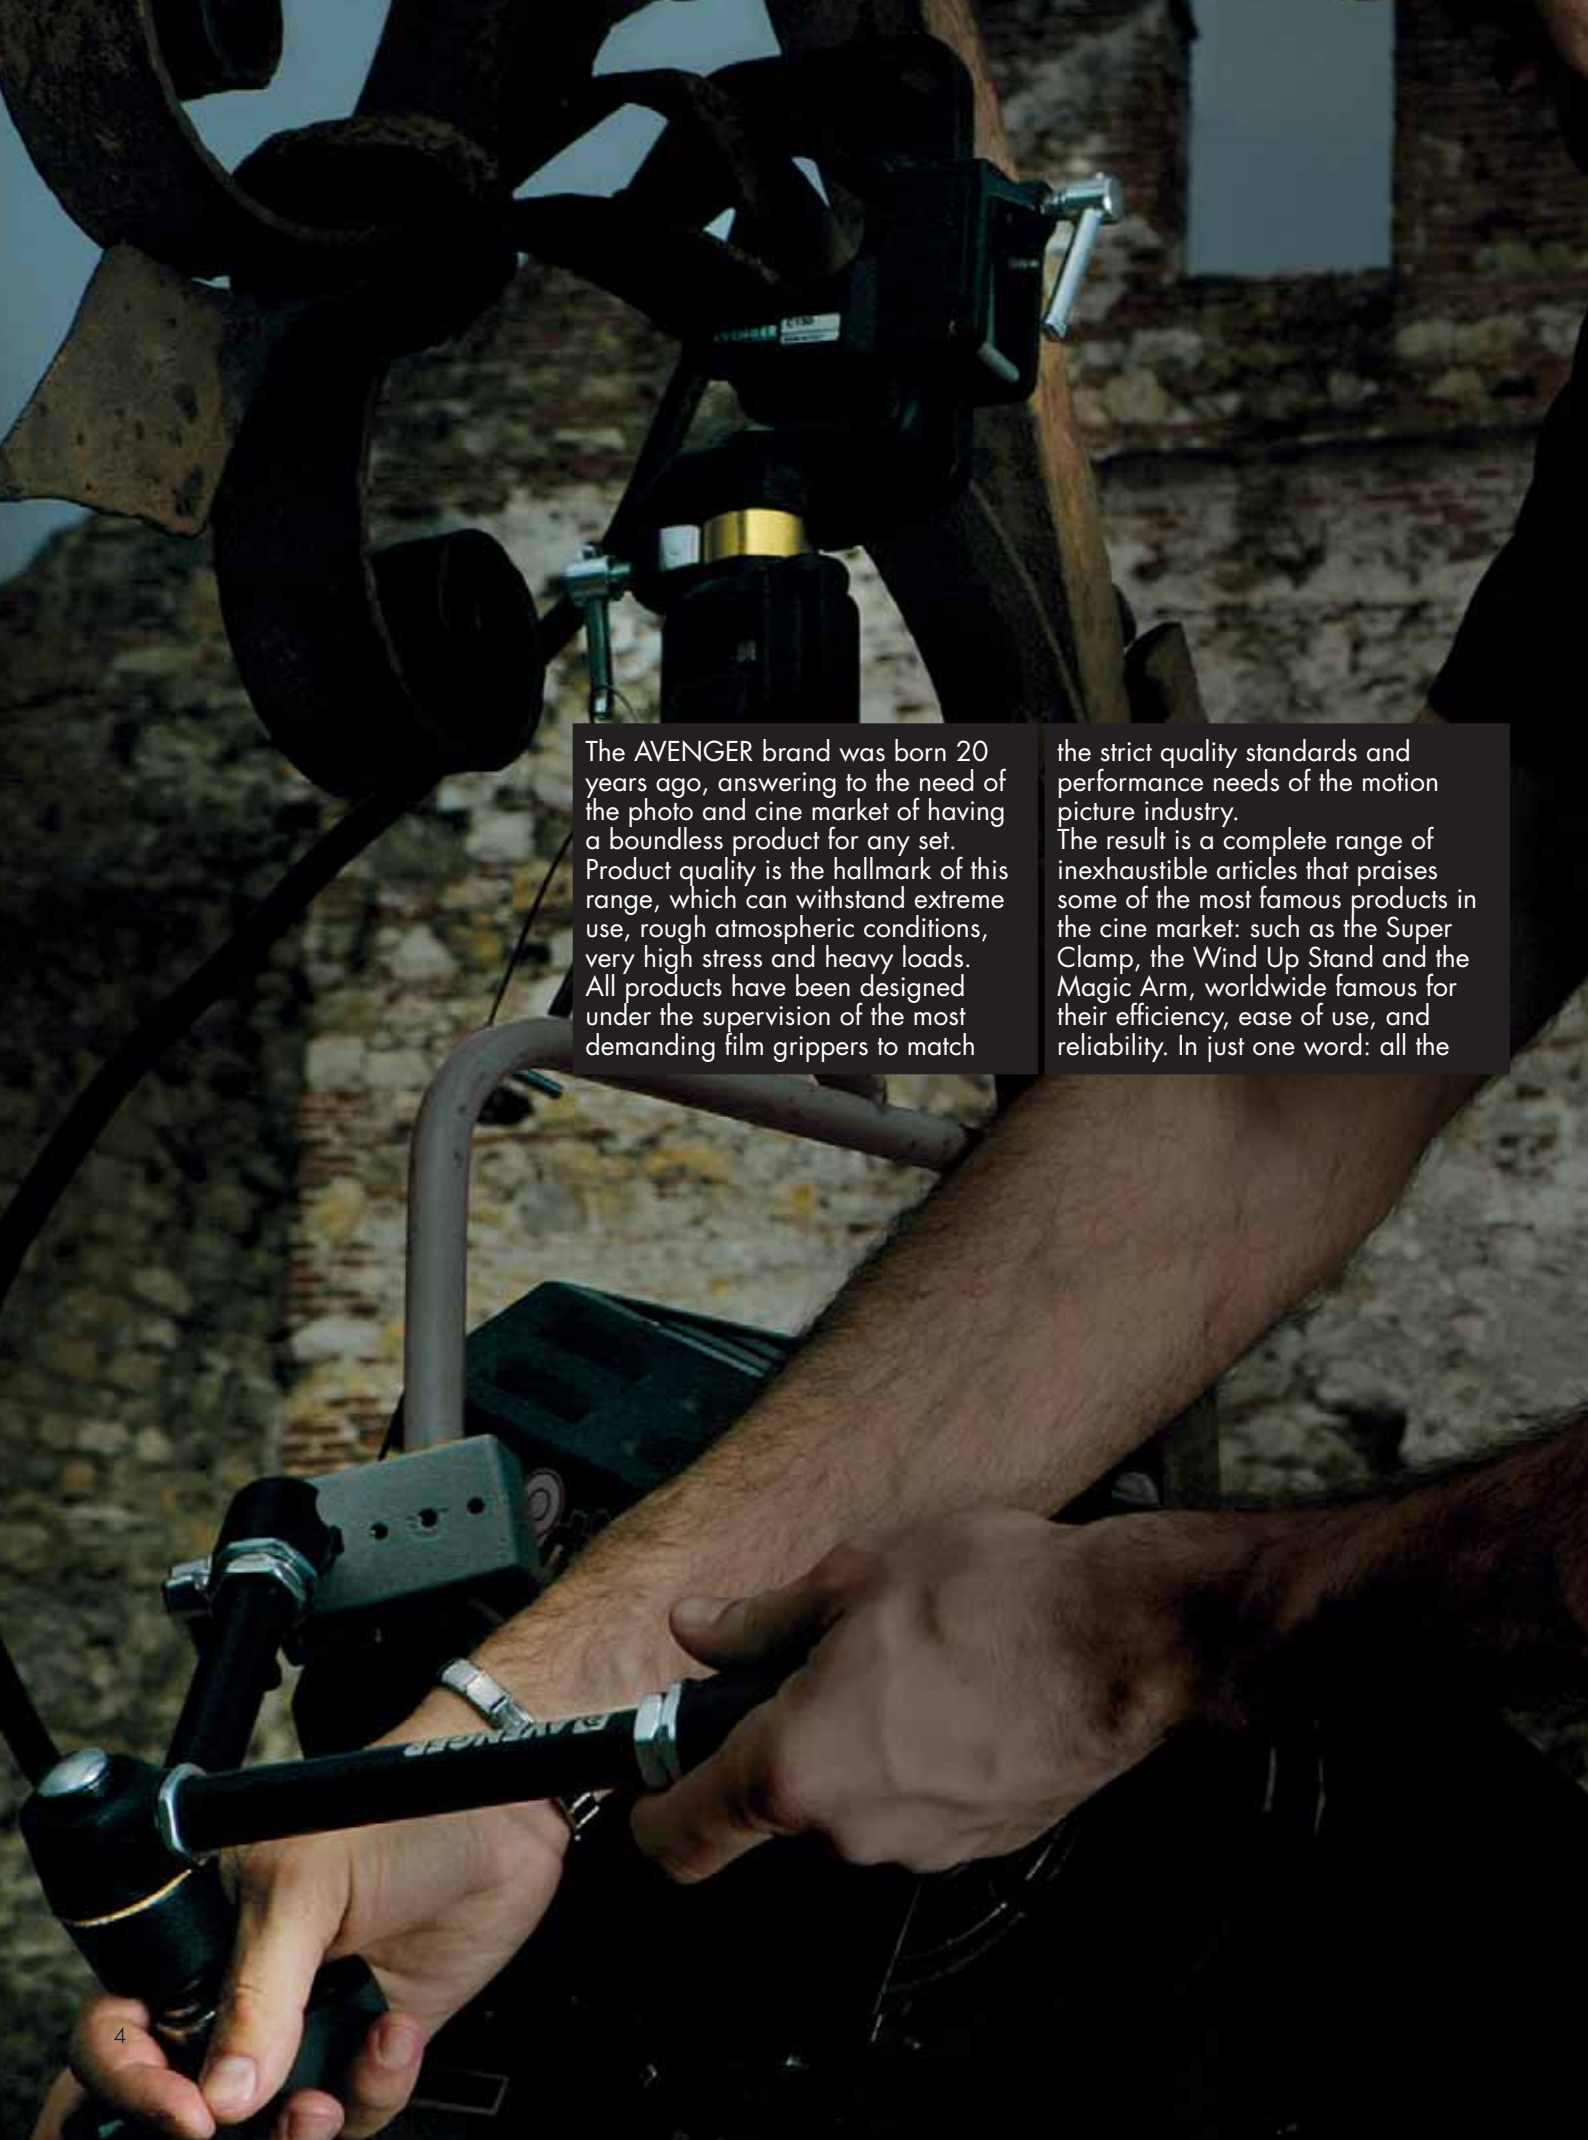 The AVENGER brand was born 20
years ago, answering to the need of
the photo and cine market of having
a boundless product for any set.
Product quality is the hallmark of this
range, which can withstand extreme
use, rough atmospheric conditions,
very high stress and heavy loads.
All products have been designed
under the supervision of the most
demanding film grippers to match
the strict quality standards and
performance needs of the motion
picture industry.
The result is a complete range of
inexhaustible articles that praises
some of the most famous products in
the cine market: such as the Super
Clamp, the Wind Up Stand and the
Magic Arm, worldwide famous for
their efficiency, ease of use, and
reliability. In just one word: all the
AVENGER
4